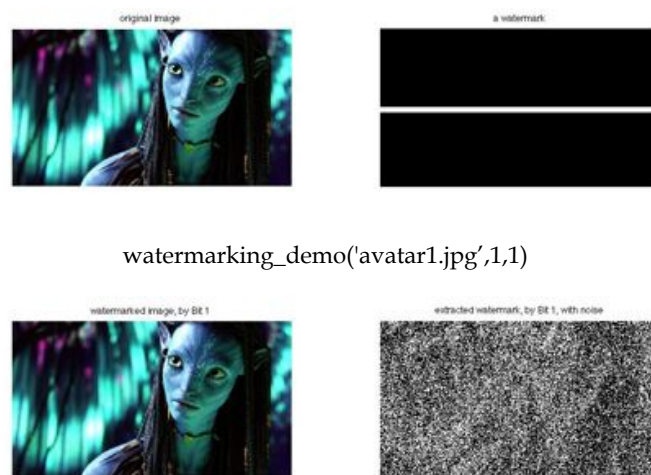 original image
a watermark
watermarking_demo('avatar1.jpg',1,1)
watermarked image, by Bit 1
extracted watermark, by Bit 1, with noise